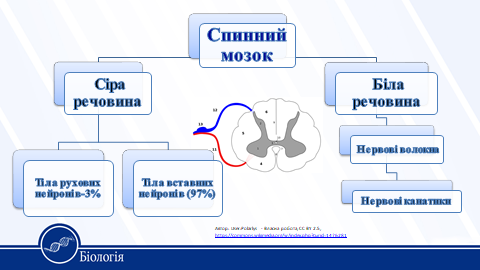 Спинний
мозок
Сіра
речовина
Біла
речовина
Нервові волокна
Нервові канатики
Тіла рухових
нейронів-3%
Тіла вставних
нейронів (97%)
Біологія